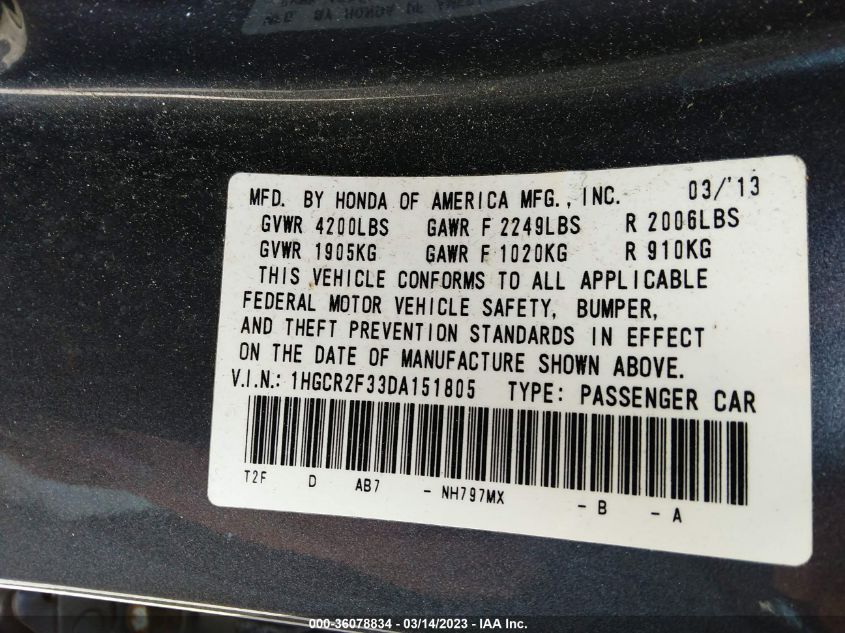 MFD. BY HONDA OF AMERICA MFG., INC. 03/'13
GVWR 4200LBS GAWR F 2249LBS R 2006LBS
GVWR 1905KG GAWR F 1020KG R 910KG
THIS VEHICLE CONFORMS TO ALL APPLICABLE
FEDERAL MOTOR VEHICLE SAFETY, BUMPER,
AND THEFT PREVENTION STANDARDS IN EFFECT
ON THE DATE OF MANUFACTURE SHOWN ABOVE.
V.I.N.: 1HGCR2F33DA151805 TYPE: PASSENGER CAR
T2F D AB7 - NH797MX - B - A
000-36078834 / 03/14/2023 - IAA Inc.